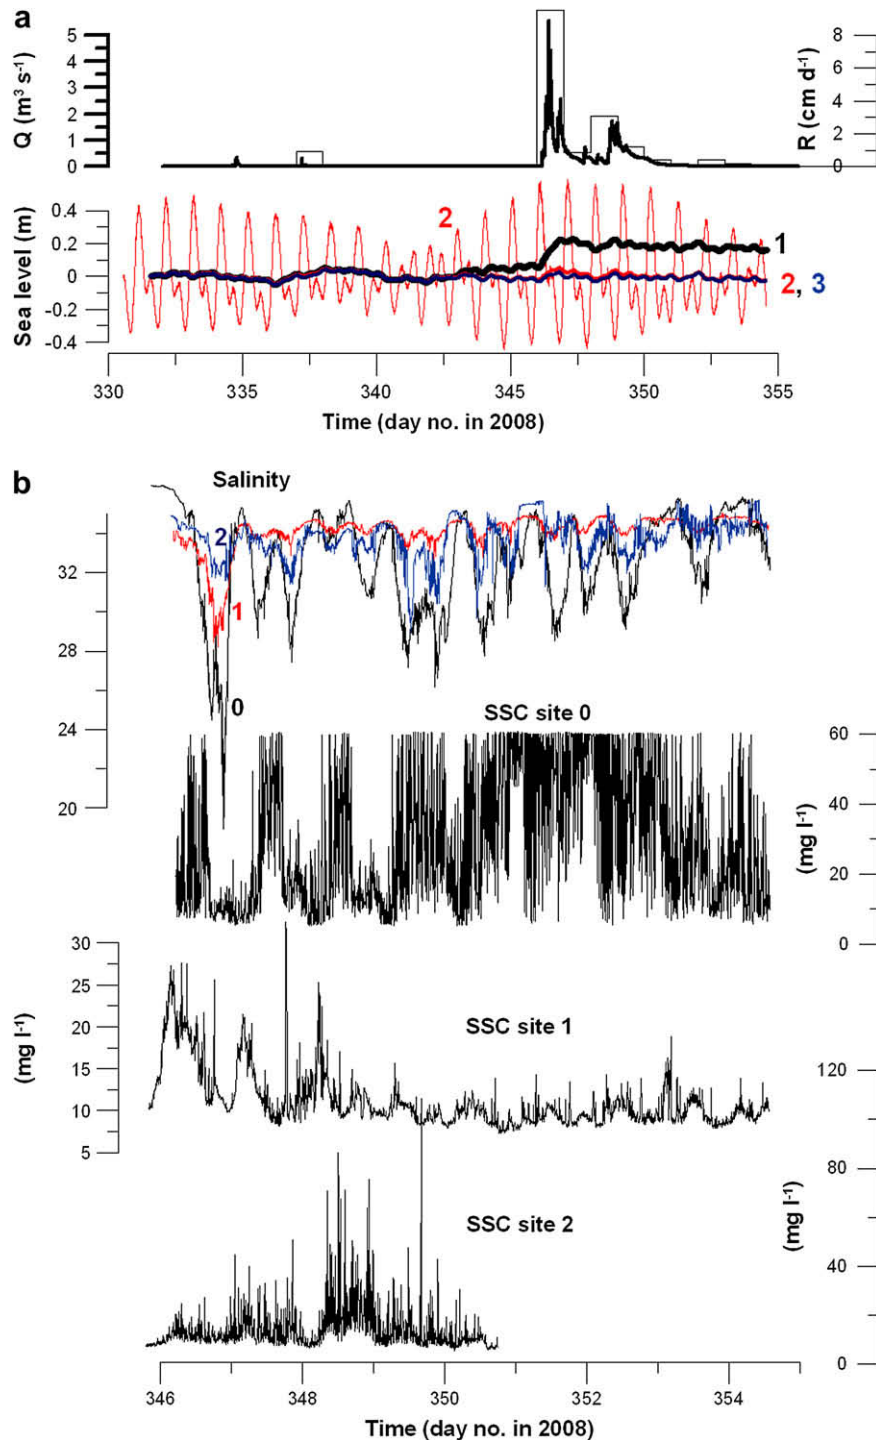 a
Q (m³ s⁻¹)
5
4
3
2
1
0
R (cm d⁻¹)
8
6
4
2
0
Sea level (m)
0.4
0.2
0
-0.2
-0.4
2
1
2, 3
330 335 340 345 350 355
Time (day no. in 2008)
b
Salinity
32
28
24
20
2
1
0
SSC site 0
60
40
20
0
(mg l⁻¹)
30
25
20
15
10
5
(mg l⁻¹)
SSC site 1
120
80
40
0
(mg l⁻¹)
SSC site 2
346 348 350 352 354
Time (day no. in 2008)